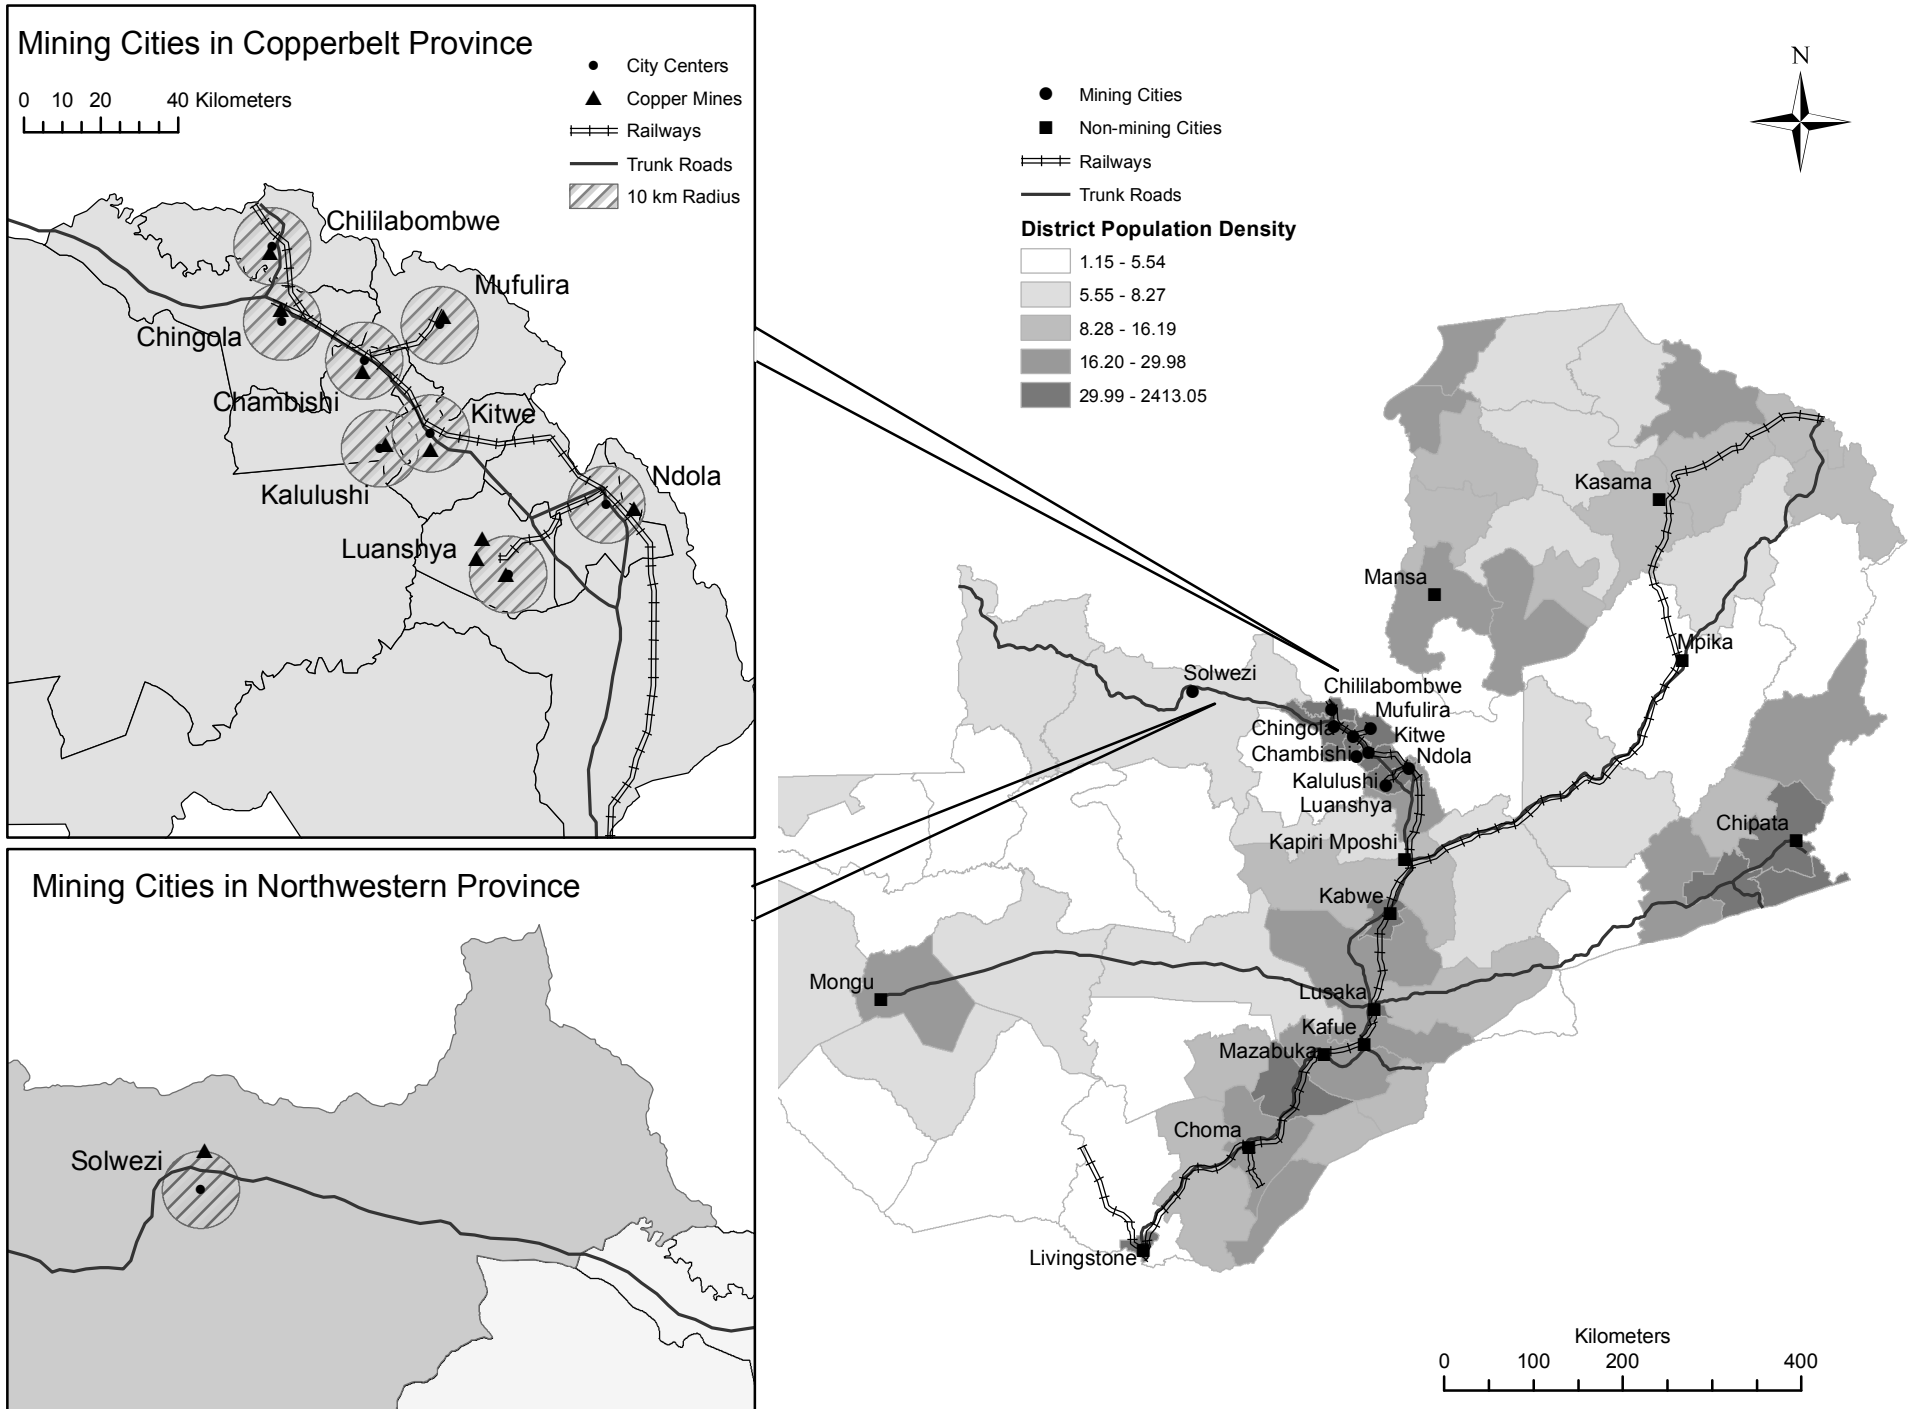 Mining Cities in Copperbelt Province
0 10 20 40 Kilometers
City Centers
Copper Mines
Railways
Trunk Roads
10 km Radius
Chililabombwe
Mufulira
Chingola
Chambishi
Kitwe
Kalulushi
Ndola
Luanshya
Mining Cities in Northwestern Province
Solwezi
Mining Cities
Non-mining Cities
Railways
Trunk Roads
District Population Density
1.15 - 5.54
5.55 - 8.27
8.28 - 16.19
16.20 - 29.98
29.99 - 2413.05
N
Kasama
Mansa
Mpika
Solwezi
Chililabombwe
Mufulira
Chingola
Kitwe
Chambishi
Ndola
Kalulushi
Luanshya
Chipata
Kapiri Mposhi
Kabwe
Mongu
Lusaka
Kafue
Mazabuka
Choma
Livingstone
Kilometers
0 100 200 400